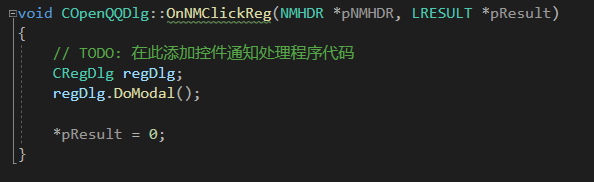 void COpenQQDlg::OnNMClickReg(NMHDR *pNMHDR, LRESULT *pResult)
{
// TODO: 在此添加控件通知处理程序代码
CRegDlg regDlg;
regDlg.DoModal();
*pResult = 0;
}